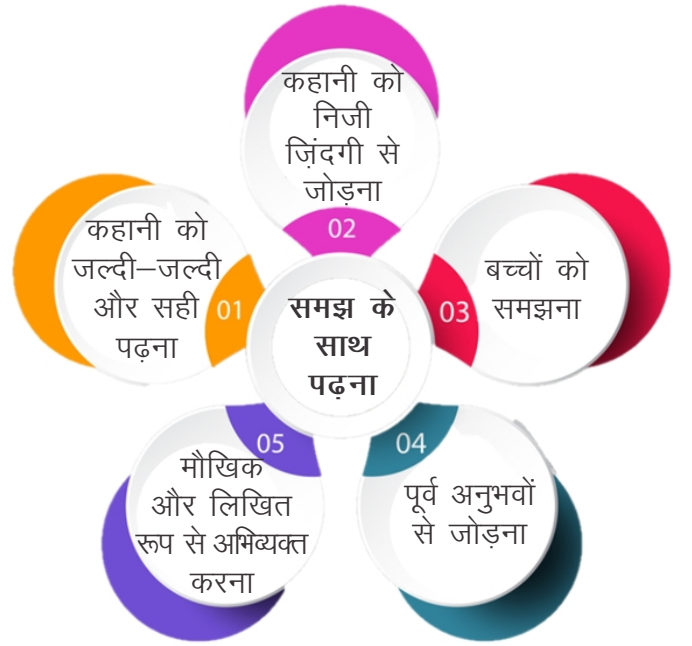 समझ के
साथ
पढ़ना
01
कहानी को
जल्दी–जल्दी
और सही
पढ़ना
02
कहानी को
निजी
ज़िंदगी से
जोड़ना
03
बच्चों को
समझना
04
पूर्व अनुभवों
से जोड़ना
05
मौखिक
और लिखित
रूप से अभिव्यक्त
करना